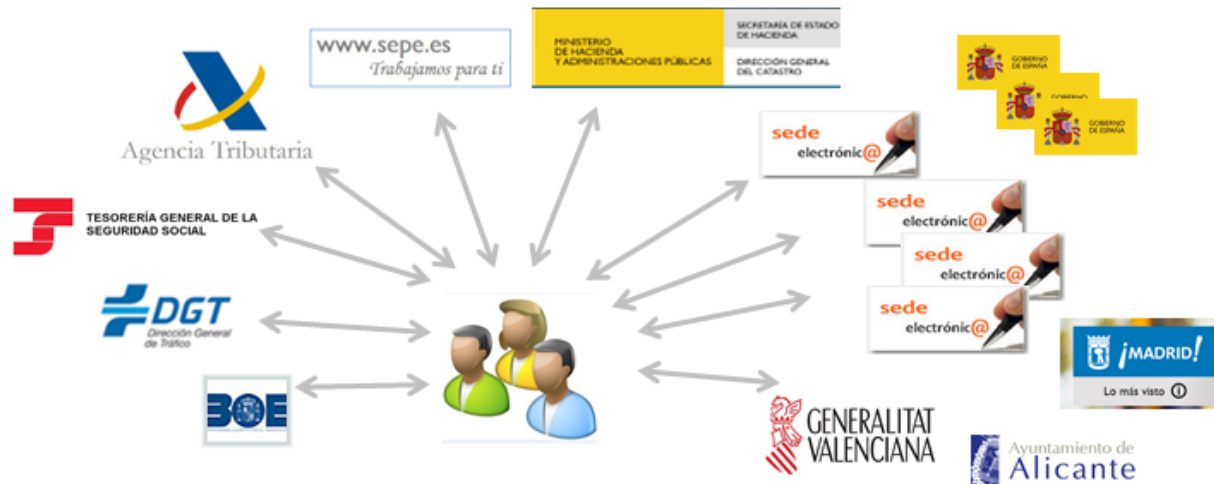 www.sepe.es
Trabajamos para ti
MINISTERIO
DE HACIENDA
Y ADMINISTRACIONES PÚBLICAS
SECRETARÍA DE ESTADO
DE HACIENDA
DIRECCIÓN GENERAL
DEL CATASTRO
GOBIERNO
DE ESPAÑA
GOBIERNO
GOBIERNO
DE ESPAÑA
Agencia Tributaria
sede
electrónic@
sede
electrónic@
sede
electrónic@
sede
electrónic@
TESORERÍA GENERAL DE LA
SEGURIDAD SOCIAL
DGT
Dirección General
de Tráfico
BOE
¡MADRID!
Lo más visto
GENERALITAT
VALENCIANA
Ayuntamiento de
Alicante